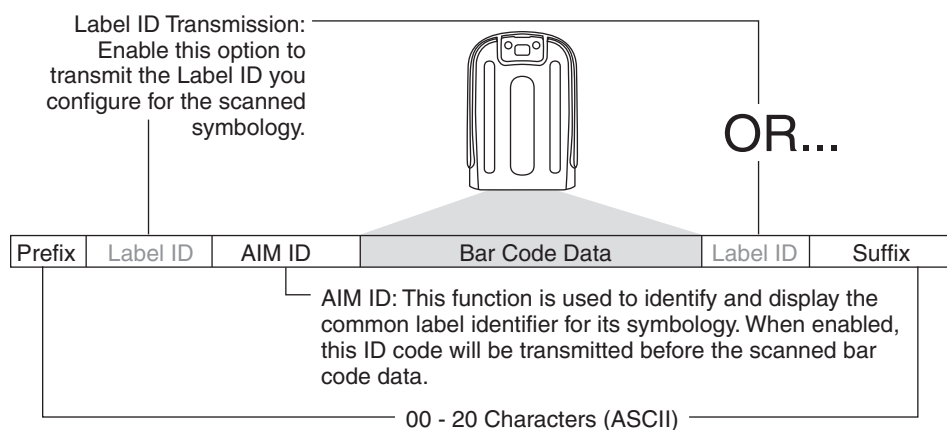 Label ID Transmission:
Enable this option to
transmit the Label ID you
configure for the scanned
symbology.
OR...
Prefix Label ID AIM ID Bar Code Data Label ID Suffix
AIM ID: This function is used to identify and display the
common label identifier for its symbology. When enabled,
this ID code will be transmitted before the scanned bar
code data.
00 - 20 Characters (ASCII)